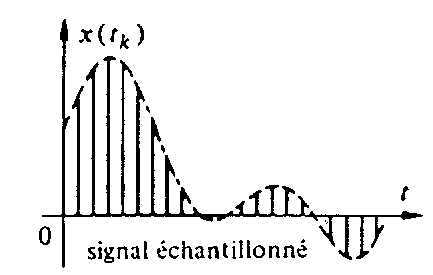 x(tₖ)
t
0
signal échantillonné